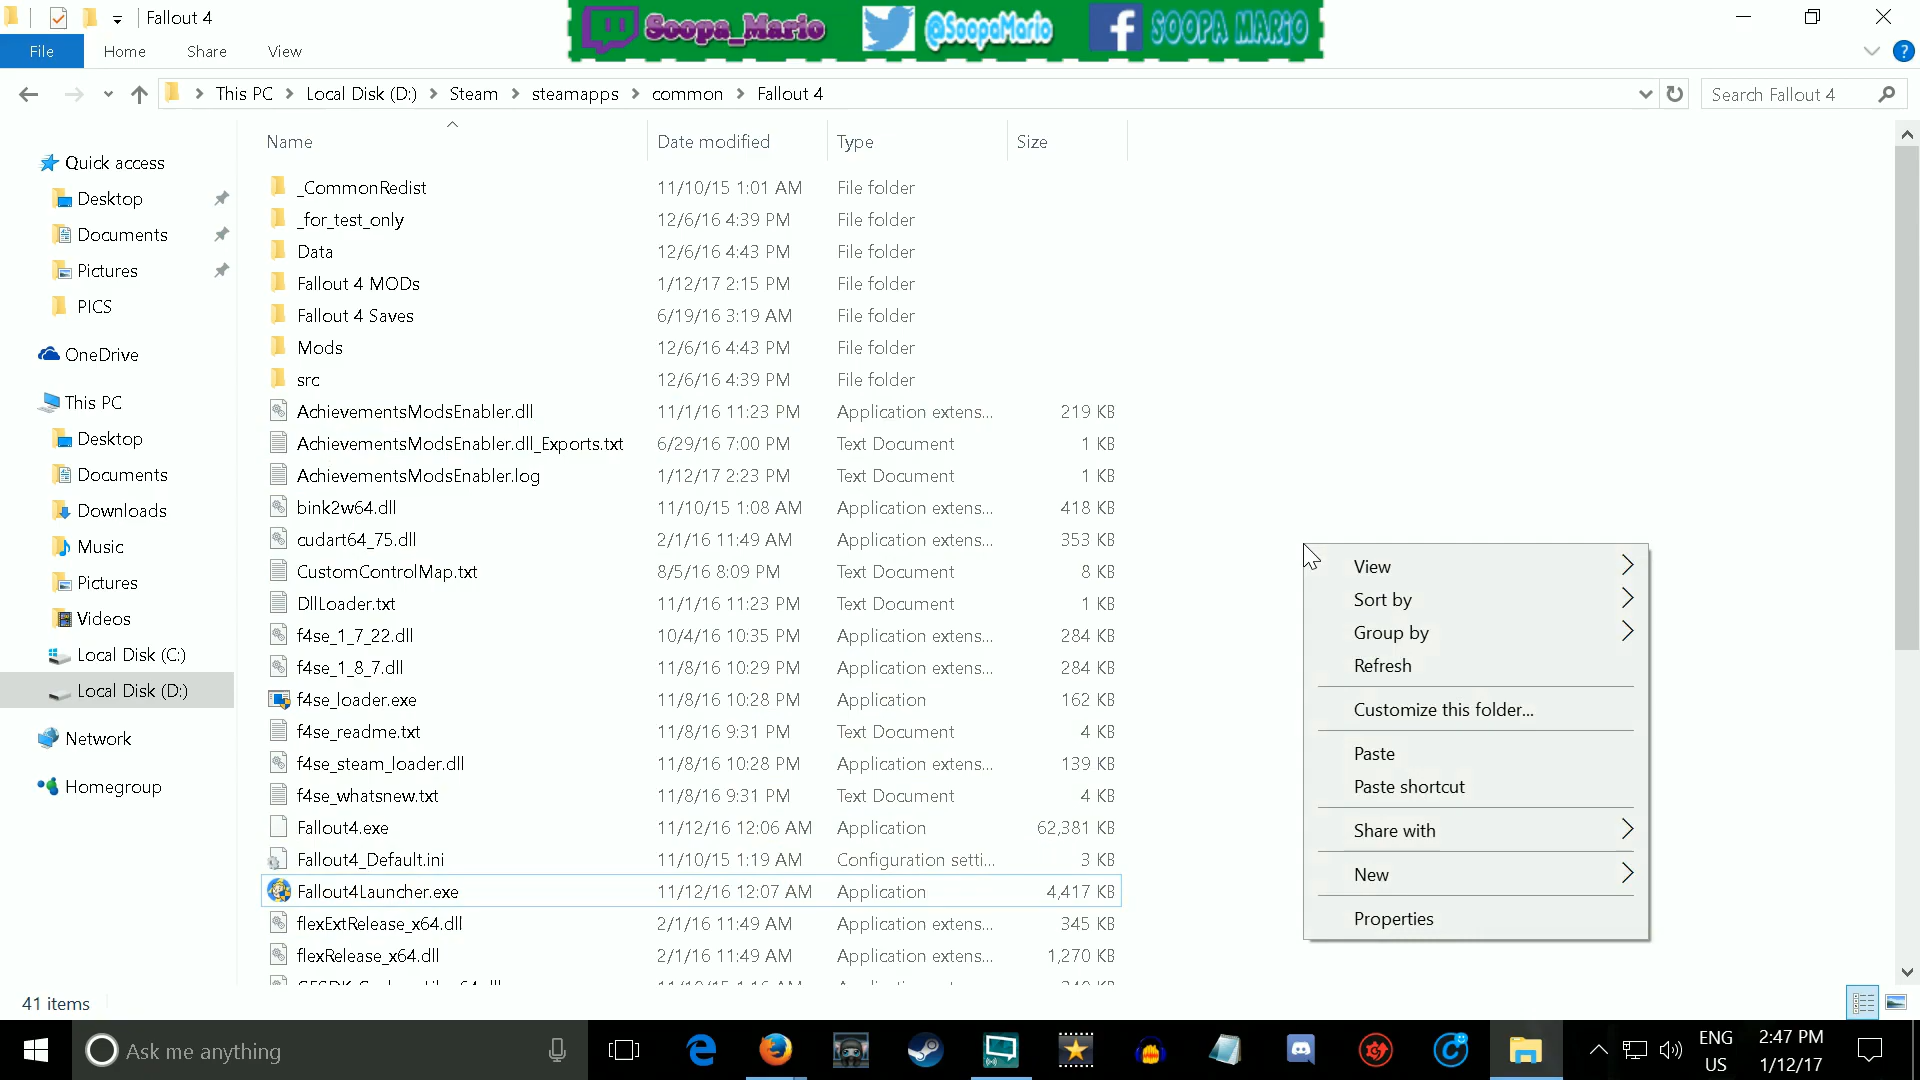 Fallout 4
Soopa_Mario
@SoopaMario
SOOPA MARIO
File
Home
Share
View
This PC
Local Disk (D:)
Steam
steamapps
common
Fallout 4
Search Fallout 4
Name
Date modified
Type
Size
Quick access
Desktop
Documents
Pictures
PICS
OneDrive
This PC
Desktop
Documents
Downloads
Music
Pictures
Videos
Local Disk (C:)
Local Disk (D:)
Network
Homegroup
_CommonRedist 11/10/15 1:01 AM File folder
_for_test_only 12/6/16 4:39 PM File folder
Data 12/6/16 4:43 PM File folder
Fallout 4 MODs 1/12/17 2:15 PM File folder
Fallout 4 Saves 6/19/16 3:19 AM File folder
Mods 12/6/16 4:43 PM File folder
src 12/6/16 4:39 PM File folder
AchievementsModsEnabler.dll 11/1/16 11:23 PM Application extens... 219 KB
AchievementsModsEnabler.dll_Exports.txt 6/29/16 7:00 PM Text Document 1 KB
AchievementsModsEnabler.log 1/12/17 2:23 PM Text Document 1 KB
bink2w64.dll 11/10/15 1:08 AM Application extens... 418 KB
cudart64_75.dll 2/1/16 11:49 AM Application extens... 353 KB
CustomControlMap.txt 8/5/16 8:09 PM Text Document 8 KB
DllLoader.txt 11/1/16 11:23 PM Text Document 1 KB
f4se_1_7_22.dll 10/4/16 10:35 PM Application extens... 284 KB
f4se_1_8_7.dll 11/8/16 10:29 PM Application extens... 284 KB
f4se_loader.exe 11/8/16 10:28 PM Application 162 KB
f4se_readme.txt 11/8/16 9:31 PM Text Document 4 KB
f4se_steam_loader.dll 11/8/16 10:28 PM Application extens... 139 KB
f4se_whatsnew.txt 11/8/16 9:31 PM Text Document 4 KB
Fallout4.exe 11/12/16 12:06 AM Application 62,381 KB
Fallout4_Default.ini 11/10/15 1:19 AM Configuration setti... 3 KB
Fallout4Launcher.exe 11/12/16 12:07 AM Application 4,417 KB
flexExtRelease_x64.dll 2/1/16 11:49 AM Application extens... 345 KB
flexRelease_x64.dll 2/1/16 11:49 AM Application extens... 1,270 KB
View
Sort by
Group by
Refresh
Customize this folder...
Paste
Paste shortcut
Share with
New
Properties
41 items
Ask me anything
ENG
US
2:47 PM
1/12/17